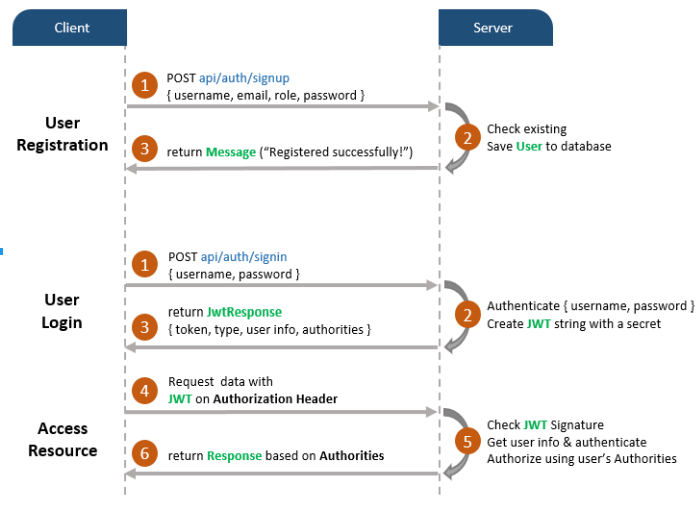 Client
Server
1
POST api/auth/signup
{ username, email, role, password }
User
Registration
2
Check existing
Save User to database
3
return Message (“Registered successfully!”)
1
POST api/auth/signin
{ username, password }
User
Login
2
Authenticate { username, password }
Create JWT string with a secret
3
return JwtResponse
{ token, type, user info, authorities }
4
Request data with
JWT on Authorization Header
Access
Resource
5
Check JWT Signature
Get user info & authenticate
Authorize using user’s Authorities
6
return Response based on Authorities